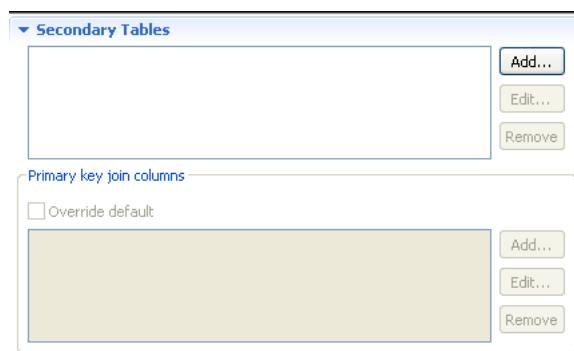 Secondary Tables
Add...
Edit...
Remove
Primary key join columns
Override default
Add...
Edit...
Remove